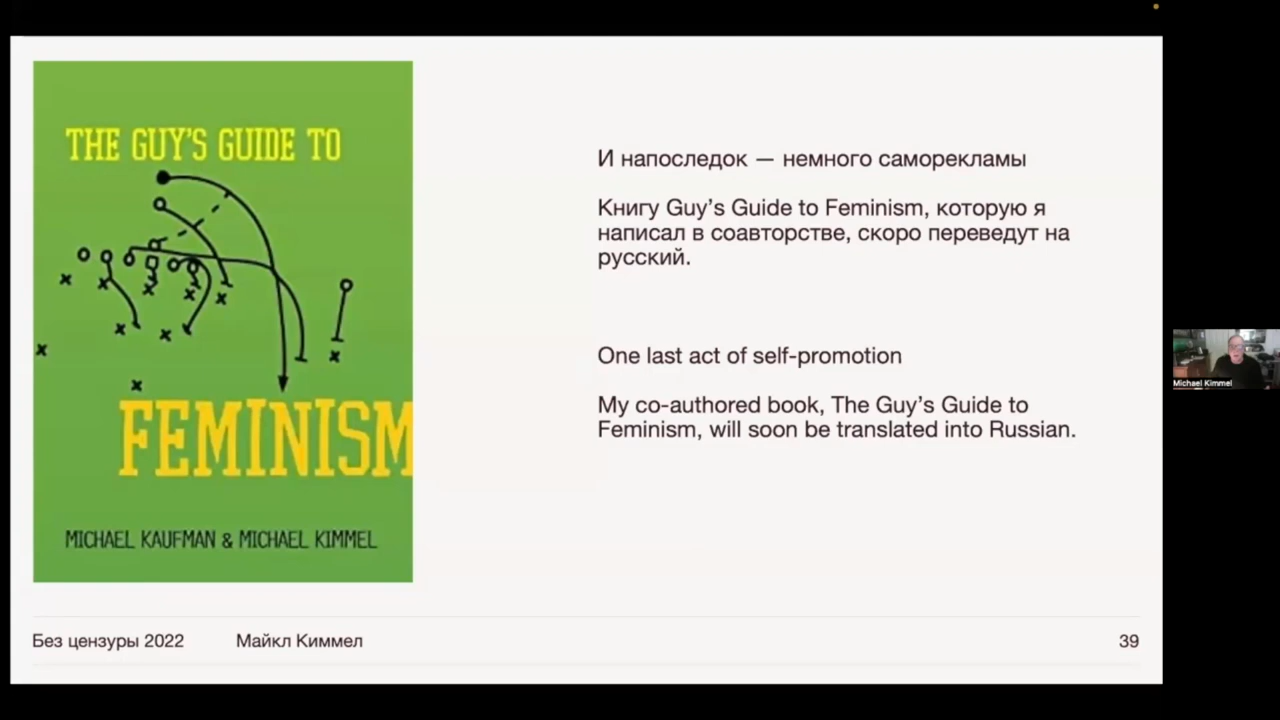 THE GUY'S GUIDE TO
FEMINISM
MICHAEL KAUFMAN & MICHAEL KIMMEL
И напоследок — немного саморекламы
Книгу Guy's Guide to Feminism, которую я
написал в соавторстве, скоро переведут на
русский.
One last act of self-promotion
My co-authored book, The Guy's Guide to
Feminism, will soon be translated into Russian.
Без цензуры 2022
Майкл Киммел
39
Michael Kimmel